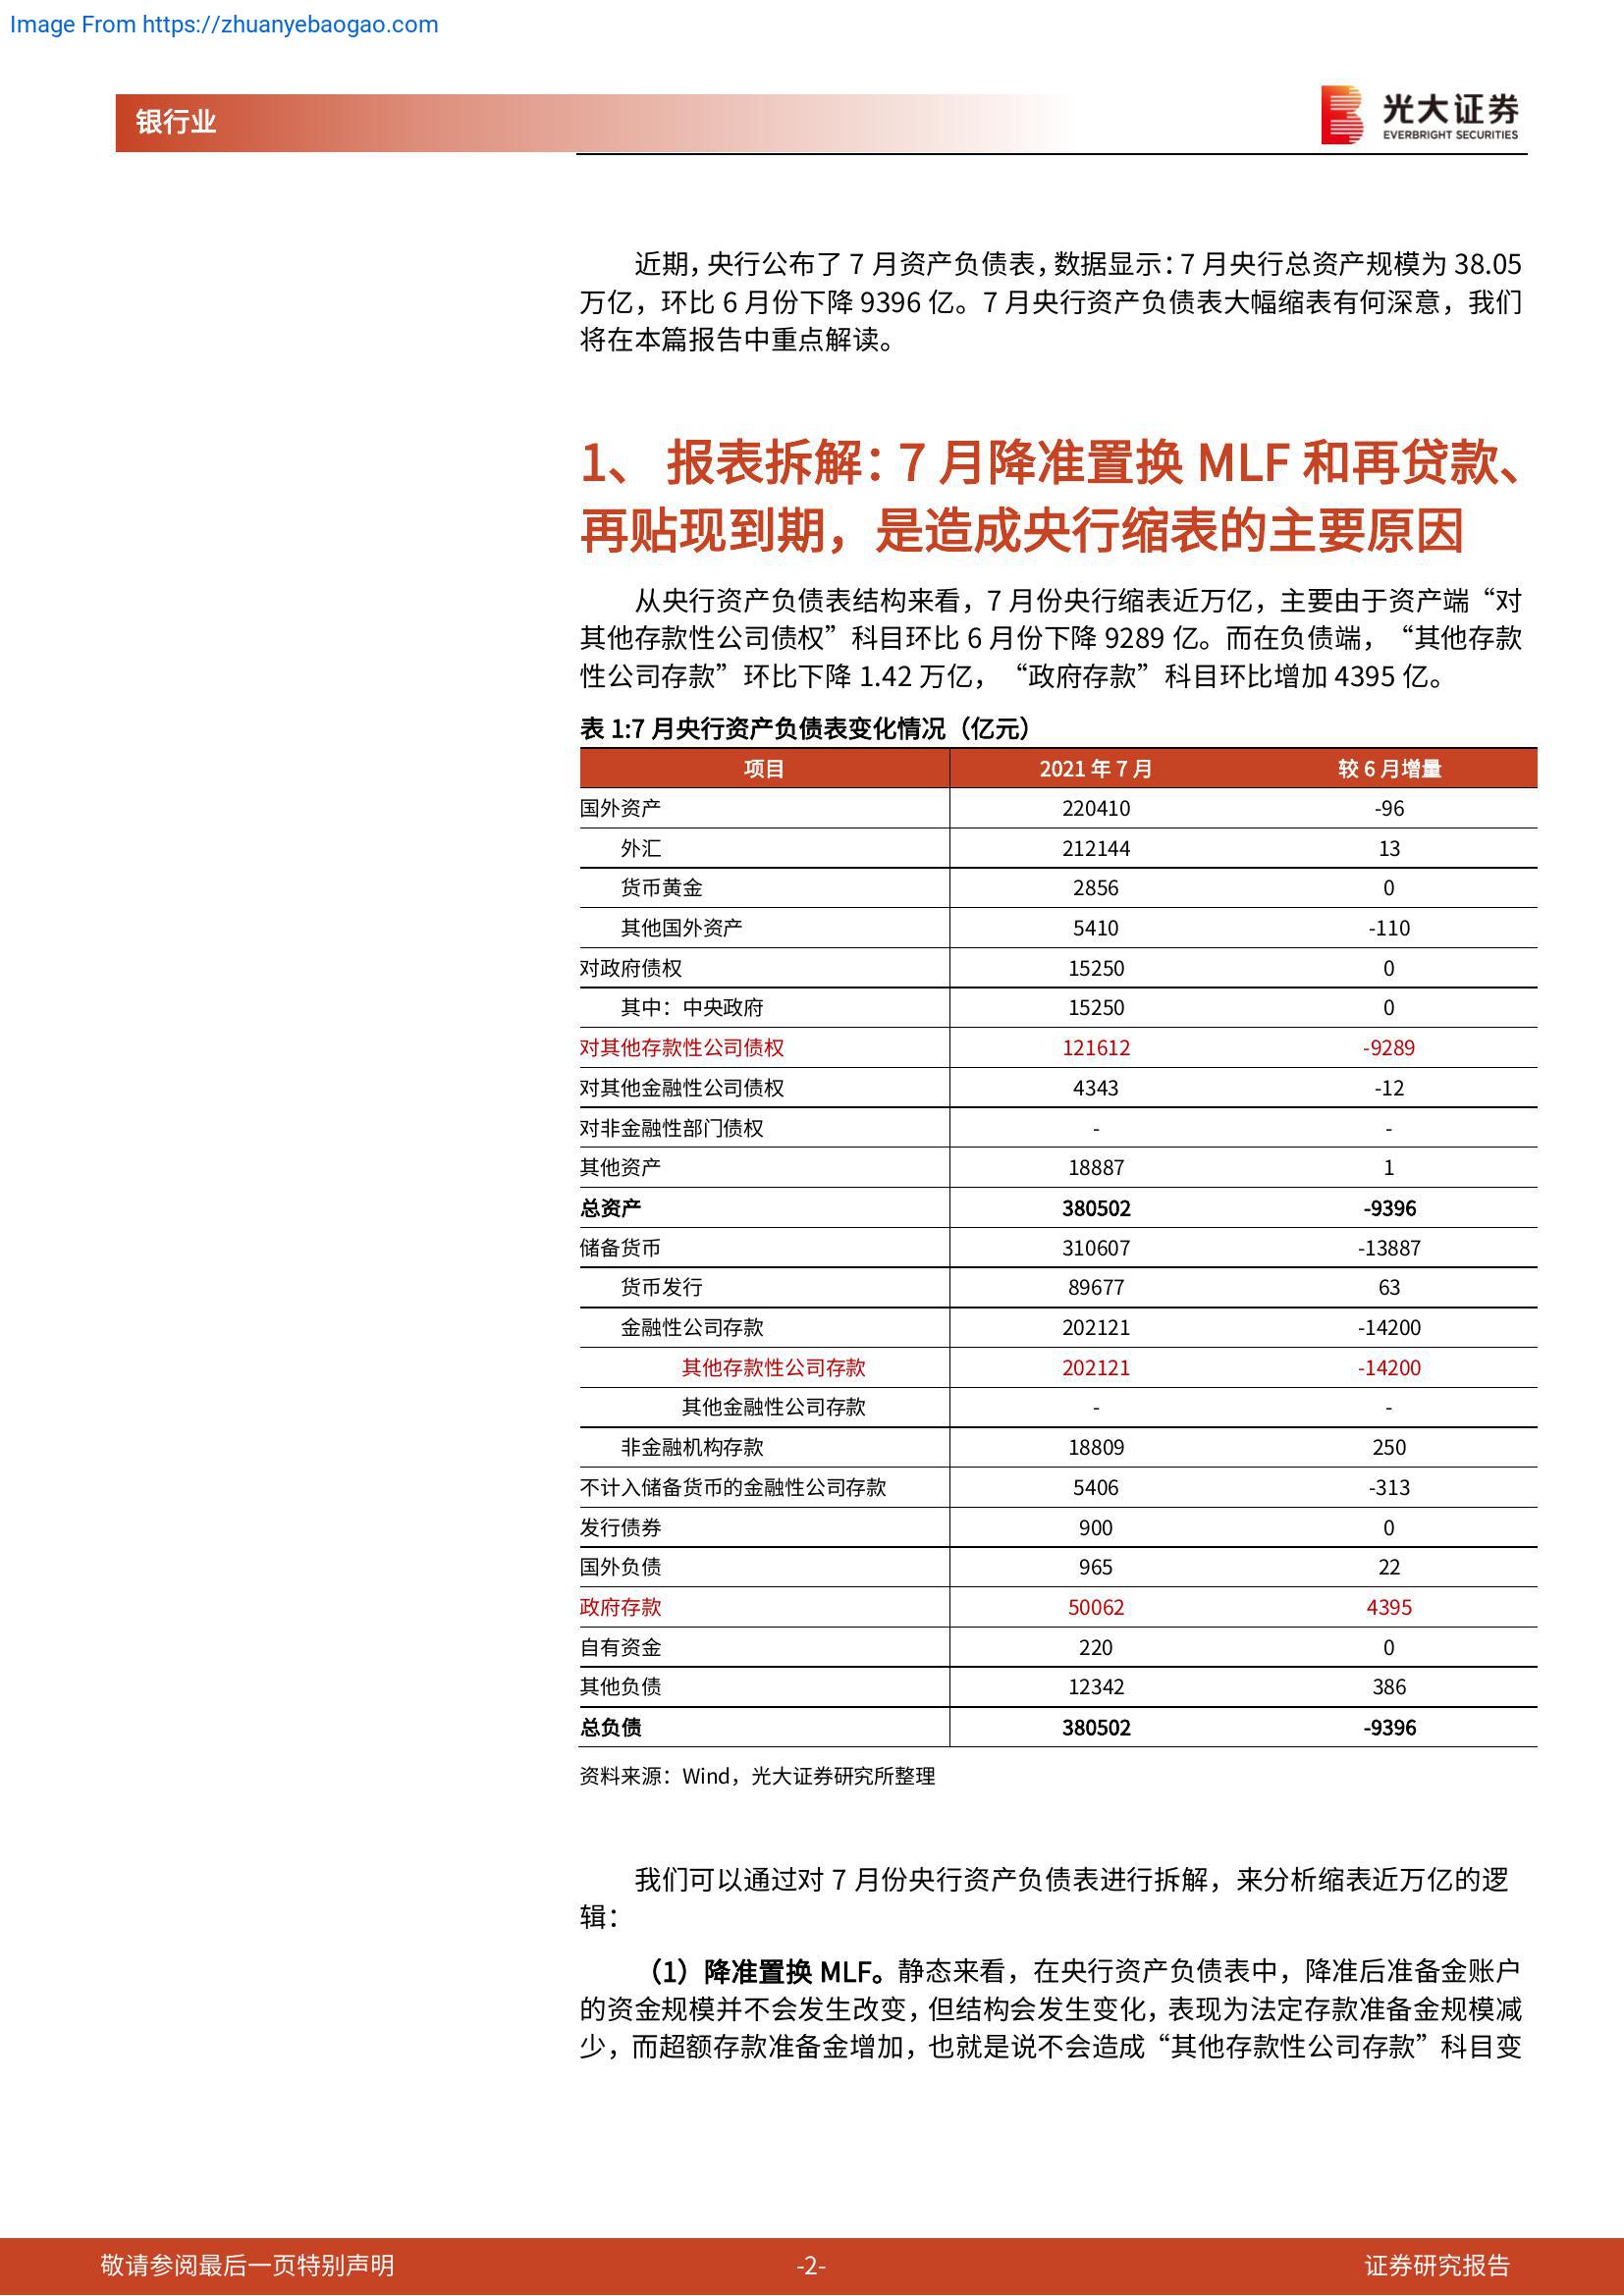 Image From https://zhuanyebaogao.com
银行业
光大证券
EVERBRIGHT SECURITIES
近期，央行公布了 7 月资产负债表，数据显示：7 月央行总资产规模为 38.05
万亿，环比 6 月份下降 9396 亿。7 月央行资产负债表大幅缩表有何深意，我们
将在本篇报告中重点解读。
1、 报表拆解：7 月降准置换 MLF 和再贷款、
再贴现到期，是造成央行缩表的主要原因
从央行资产负债表结构来看，7 月份央行缩表近万亿，主要由于资产端“对
其他存款性公司债权”科目环比 6 月份下降 9289 亿。而在负债端，“其他存款
性公司存款”环比下降 1.42 万亿，“政府存款”科目环比增加 4395 亿。
表 1:7 月央行资产负债表变化情况（亿元）
项目 2021 年 7 月 较 6 月增量
国外资产 220410 -96
外汇 212144 13
货币黄金 2856 0
其他国外资产 5410 -110
对政府债权 15250 0
其中：中央政府 15250 0
对其他存款性公司债权 121612 -9289
对其他金融性公司债权 4343 -12
对非金融性部门债权 - -
其他资产 18887 1
总资产 380502 -9396
储备货币 310607 -13887
货币发行 89677 63
金融性公司存款 202121 -14200
其他存款性公司存款 202121 -14200
其他金融性公司存款 - -
非金融机构存款 18809 250
不计入储备货币的金融性公司存款 5406 -313
发行债券 900 0
国外负债 965 22
政府存款 50062 4395
自有资金 220 0
其他负债 12342 386
总负债 380502 -9396
资料来源：Wind，光大证券研究所整理
我们可以通过对 7 月份央行资产负债表进行拆解，来分析缩表近万亿的逻
辑：
（1）降准置换 MLF。静态来看，在央行资产负债表中，降准后准备金账户
的资金规模并不会发生改变，但结构会发生变化，表现为法定存款准备金规模减
少，而超额存款准备金增加，也就是说不会造成“其他存款性公司存款”科目变
敬请参阅最后一页特别声明 -2- 证券研究报告